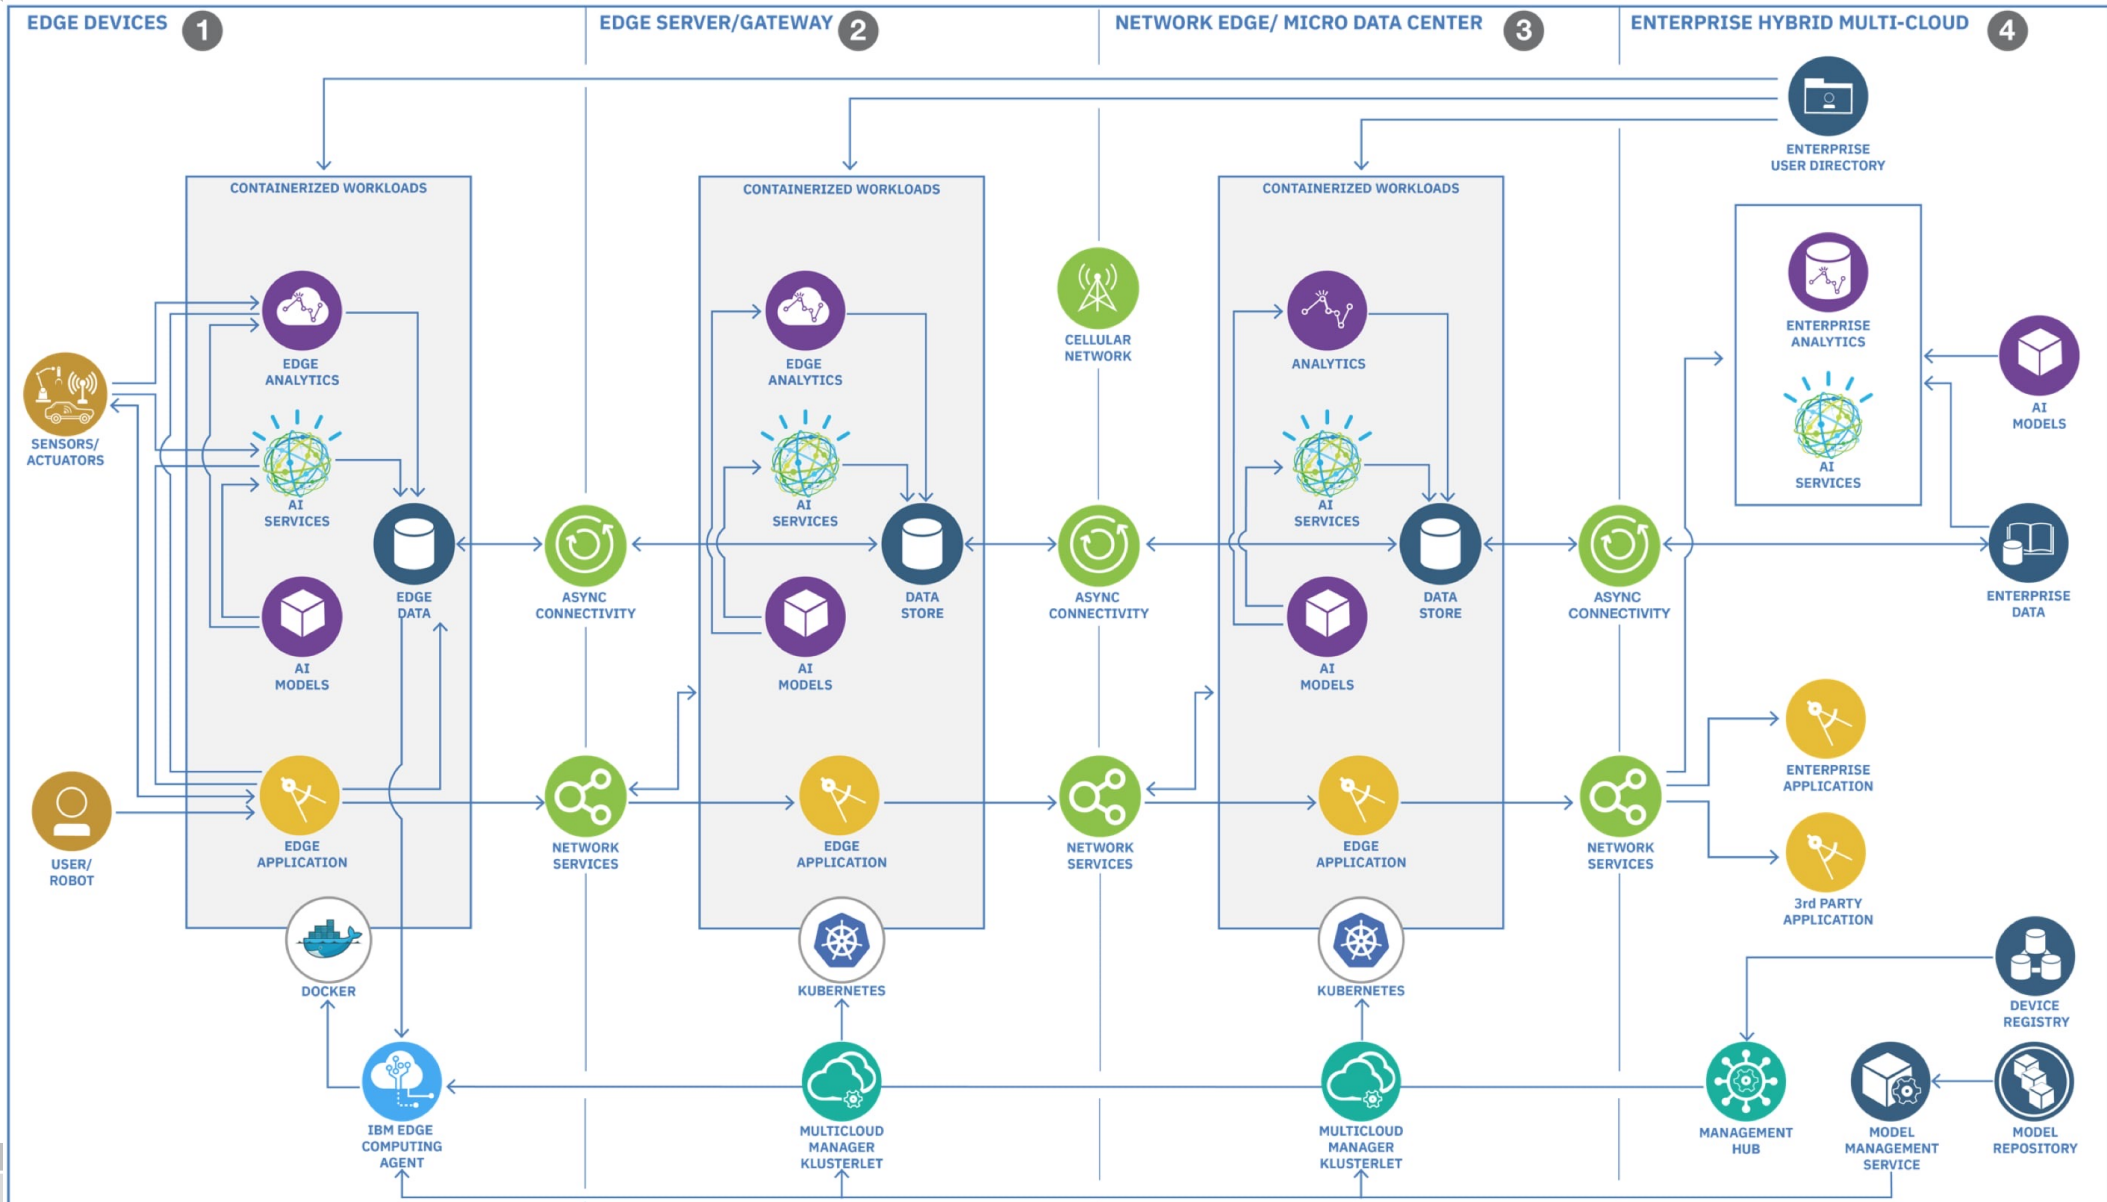 EDGE DEVICES
1
EDGE SERVER/GATEWAY
2
NETWORK EDGE/ MICRO DATA CENTER
3
ENTERPRISE HYBRID MULTI-CLOUD
4
ENTERPRISE
USER DIRECTORY
CONTAINERIZED WORKLOADS
CONTAINERIZED WORKLOADS
CONTAINERIZED WORKLOADS
EDGE
ANALYTICS
EDGE
ANALYTICS
CELLULAR
NETWORK
ANALYTICS
ENTERPRISE
ANALYTICS
AI
MODELS
SENSORS/
ACTUATORS
AI
SERVICES
AI
SERVICES
AI
SERVICES
AI
SERVICES
EDGE
DATA
ASYNC
CONNECTIVITY
DATA
STORE
ASYNC
CONNECTIVITY
DATA
STORE
ASYNC
CONNECTIVITY
ENTERPRISE
DATA
AI
MODELS
AI
MODELS
AI
MODELS
ENTERPRISE
APPLICATION
USER/
ROBOT
EDGE
APPLICATION
NETWORK
SERVICES
EDGE
APPLICATION
NETWORK
SERVICES
EDGE
APPLICATION
NETWORK
SERVICES
3rd PARTY
APPLICATION
DOCKER
KUBERNETES
KUBERNETES
DEVICE
REGISTRY
IBM EDGE
COMPUTING
AGENT
MULTICLOUD
MANAGER
KLUSTERLET
MULTICLOUD
MANAGER
KLUSTERLET
MANAGEMENT
HUB
MODEL
MANAGEMENT
SERVICE
MODEL
REPOSITORY